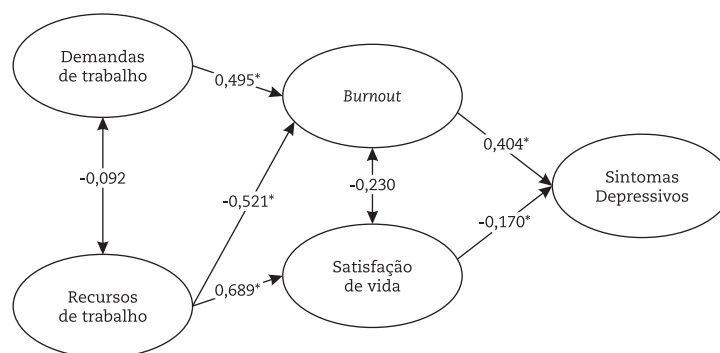 Demandas
de trabalho
0,495*
Burnout
0,404*
-0,092
-0,230
Sintomas
Depressivos
-0,521*
-0,170*
Satisfação
de vida
0,689*
Recursos
de trabalho